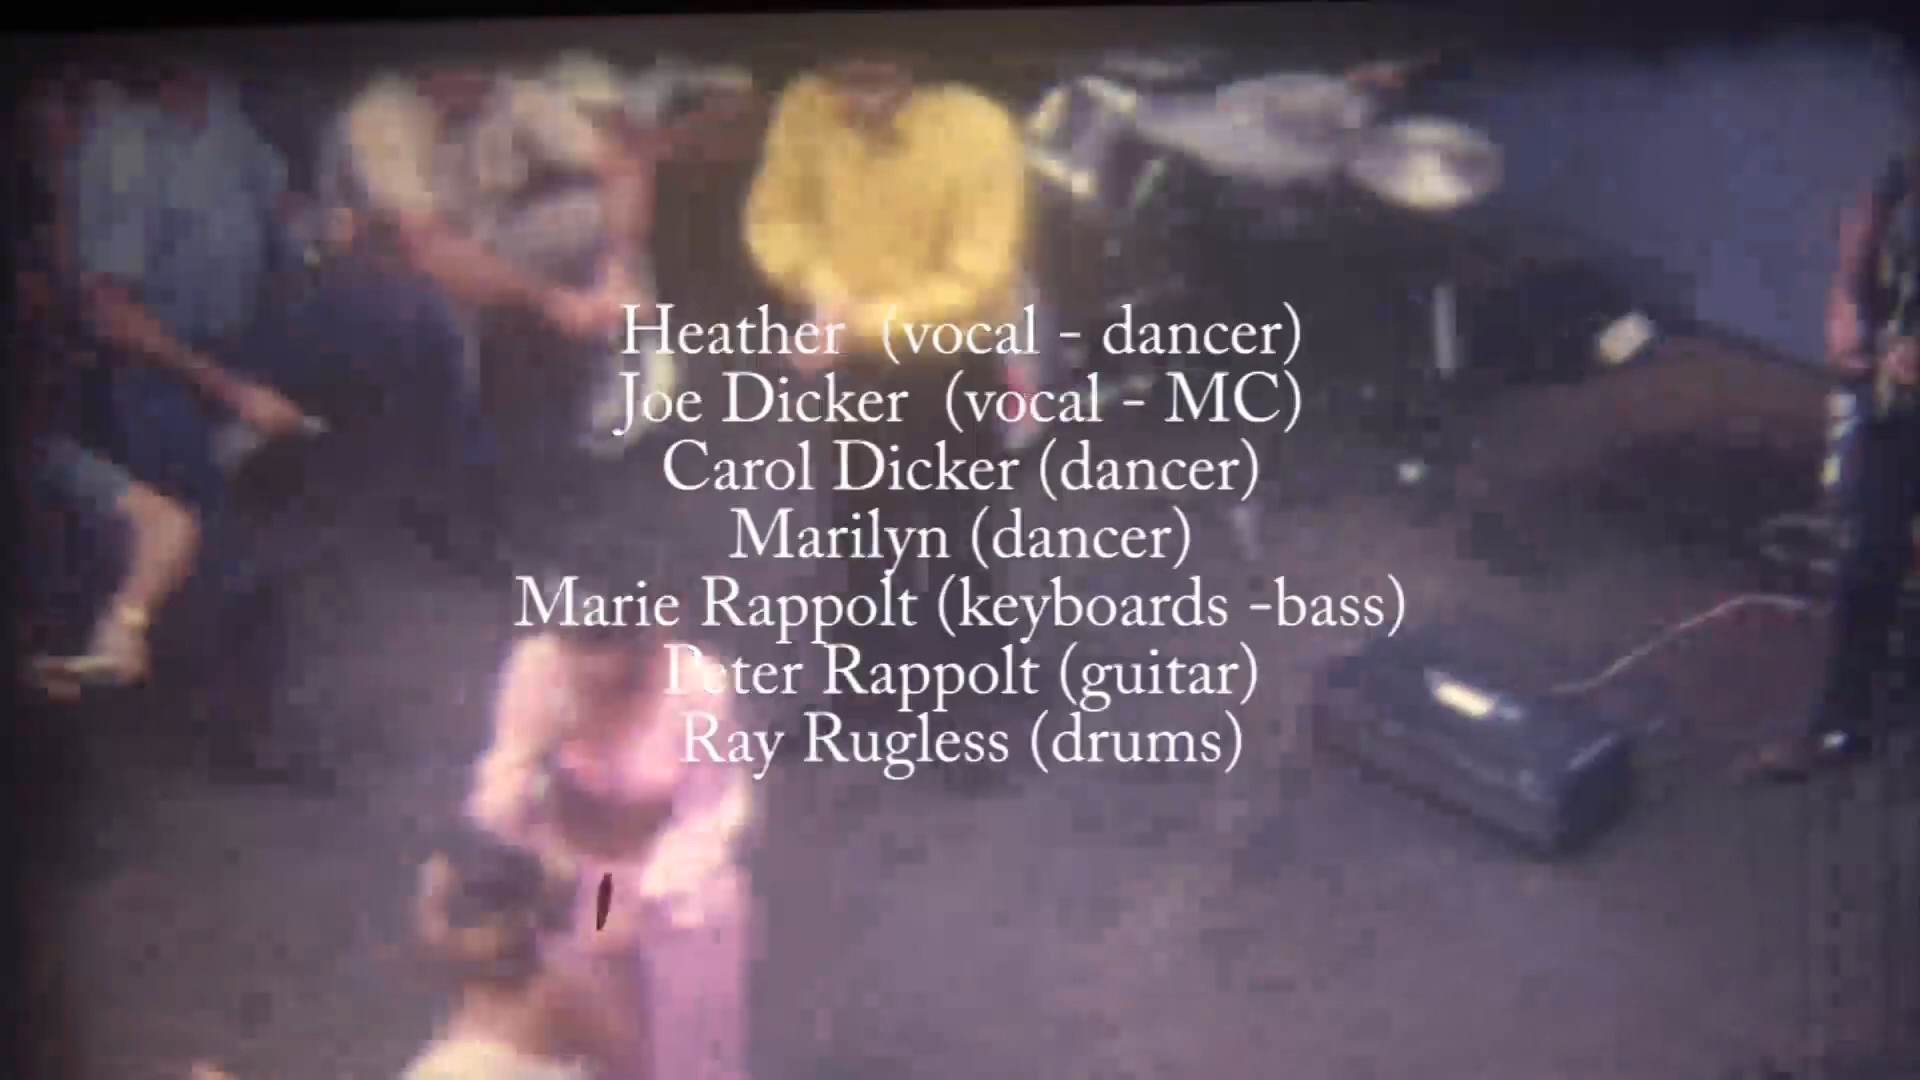 Heather  (vocal - dancer)
Joe Dicker  (vocal - MC)
Carol Dicker (dancer)
Marilyn (dancer)
Marie Rappolt (keyboards -bass)
Peter Rappolt (guitar)
Ray Rugless (drums)